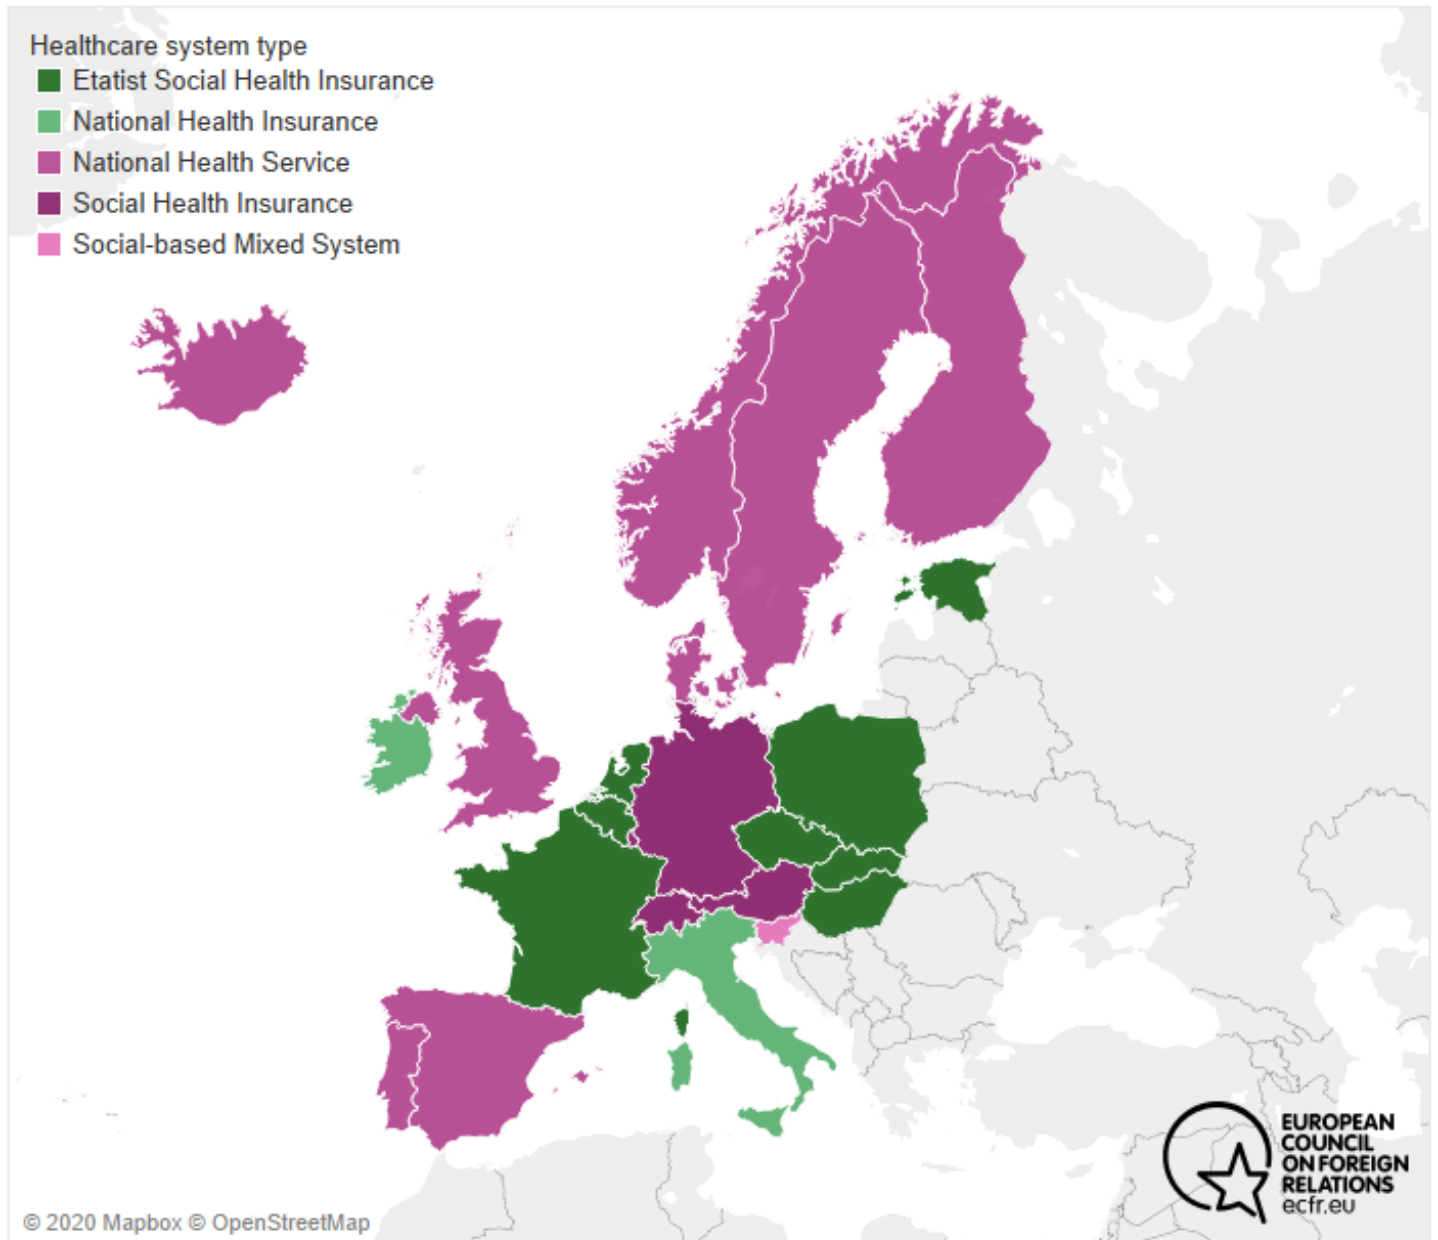 Healthcare system type
Etatist Social Health Insurance
National Health Insurance
National Health Service
Social Health Insurance
Social-based Mixed System
EUROPEAN
COUNCIL
ON FOREIGN
RELATIONS
ecfr.eu
© 2020 Mapbox © OpenStreetMap